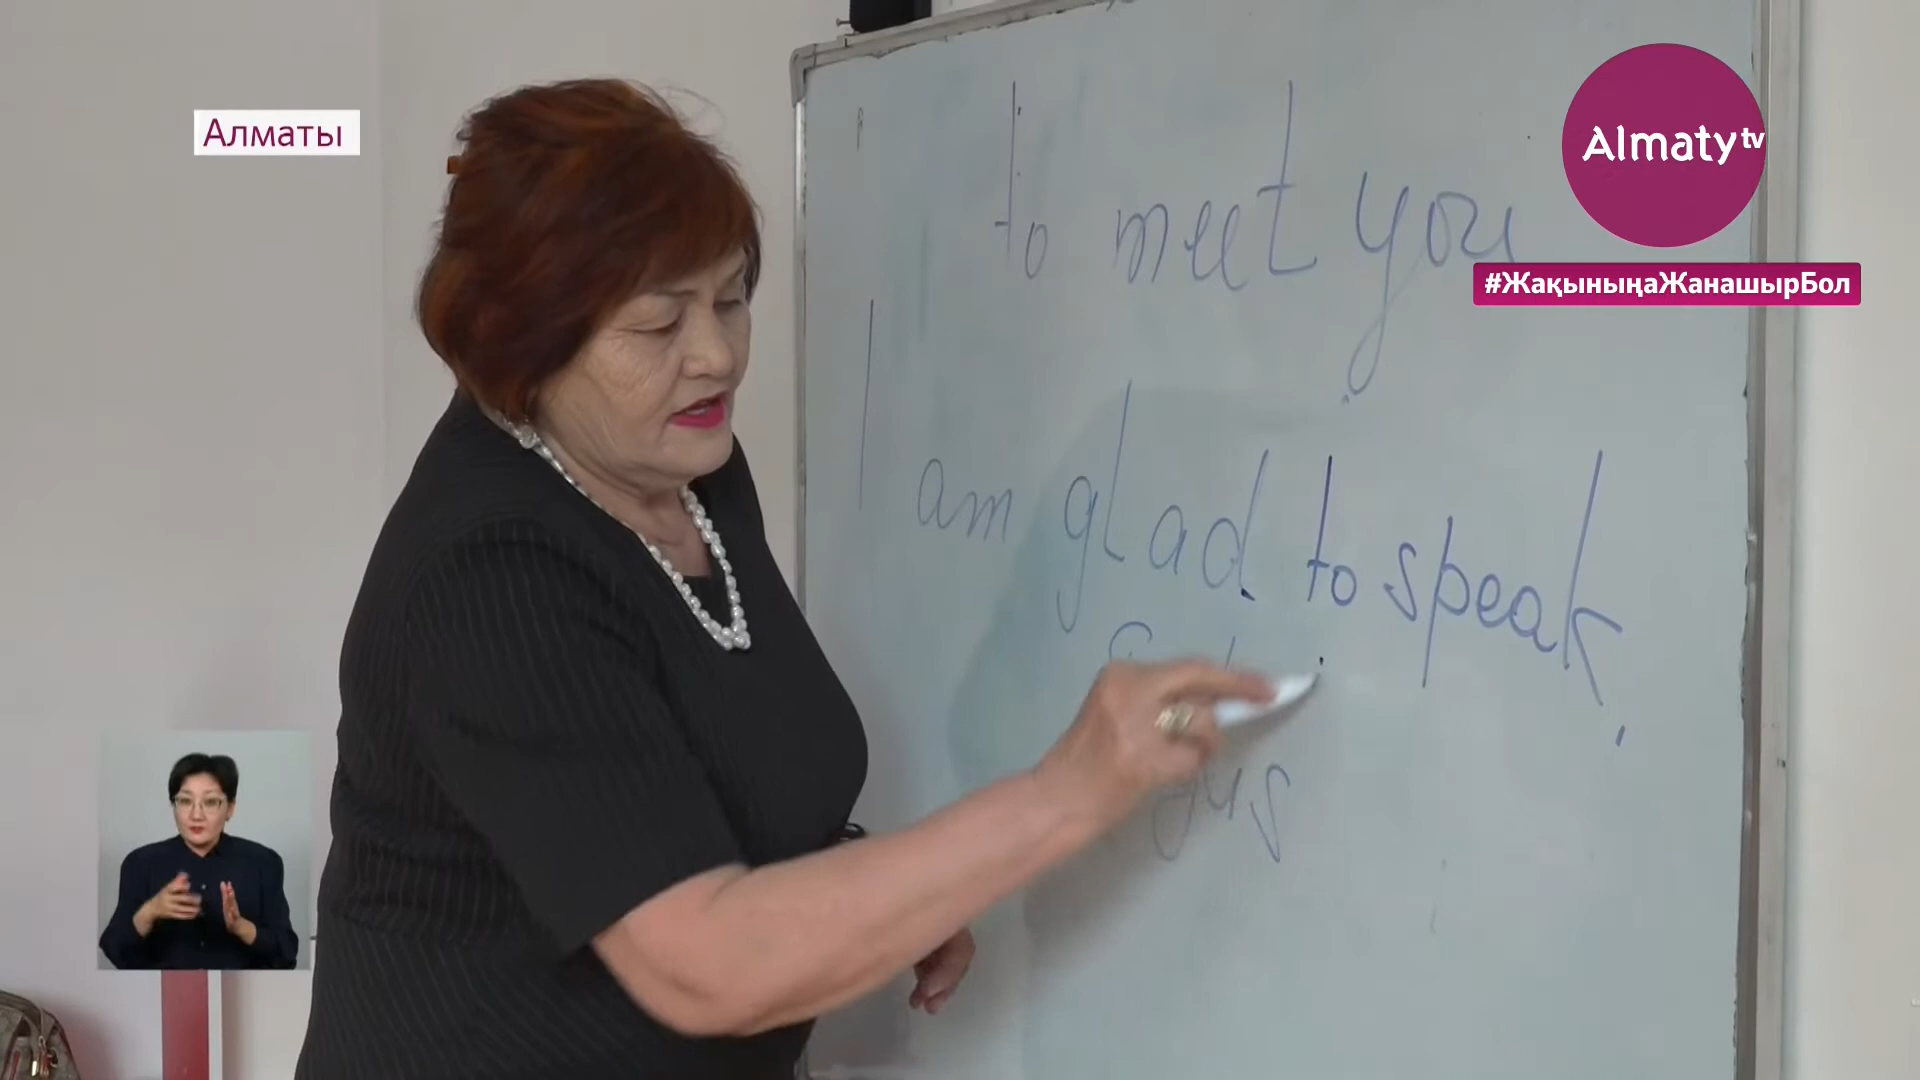 Алматы
Almaty tv
#ЖақыныңаЖанашырБол
to meet you
I am glad to speak